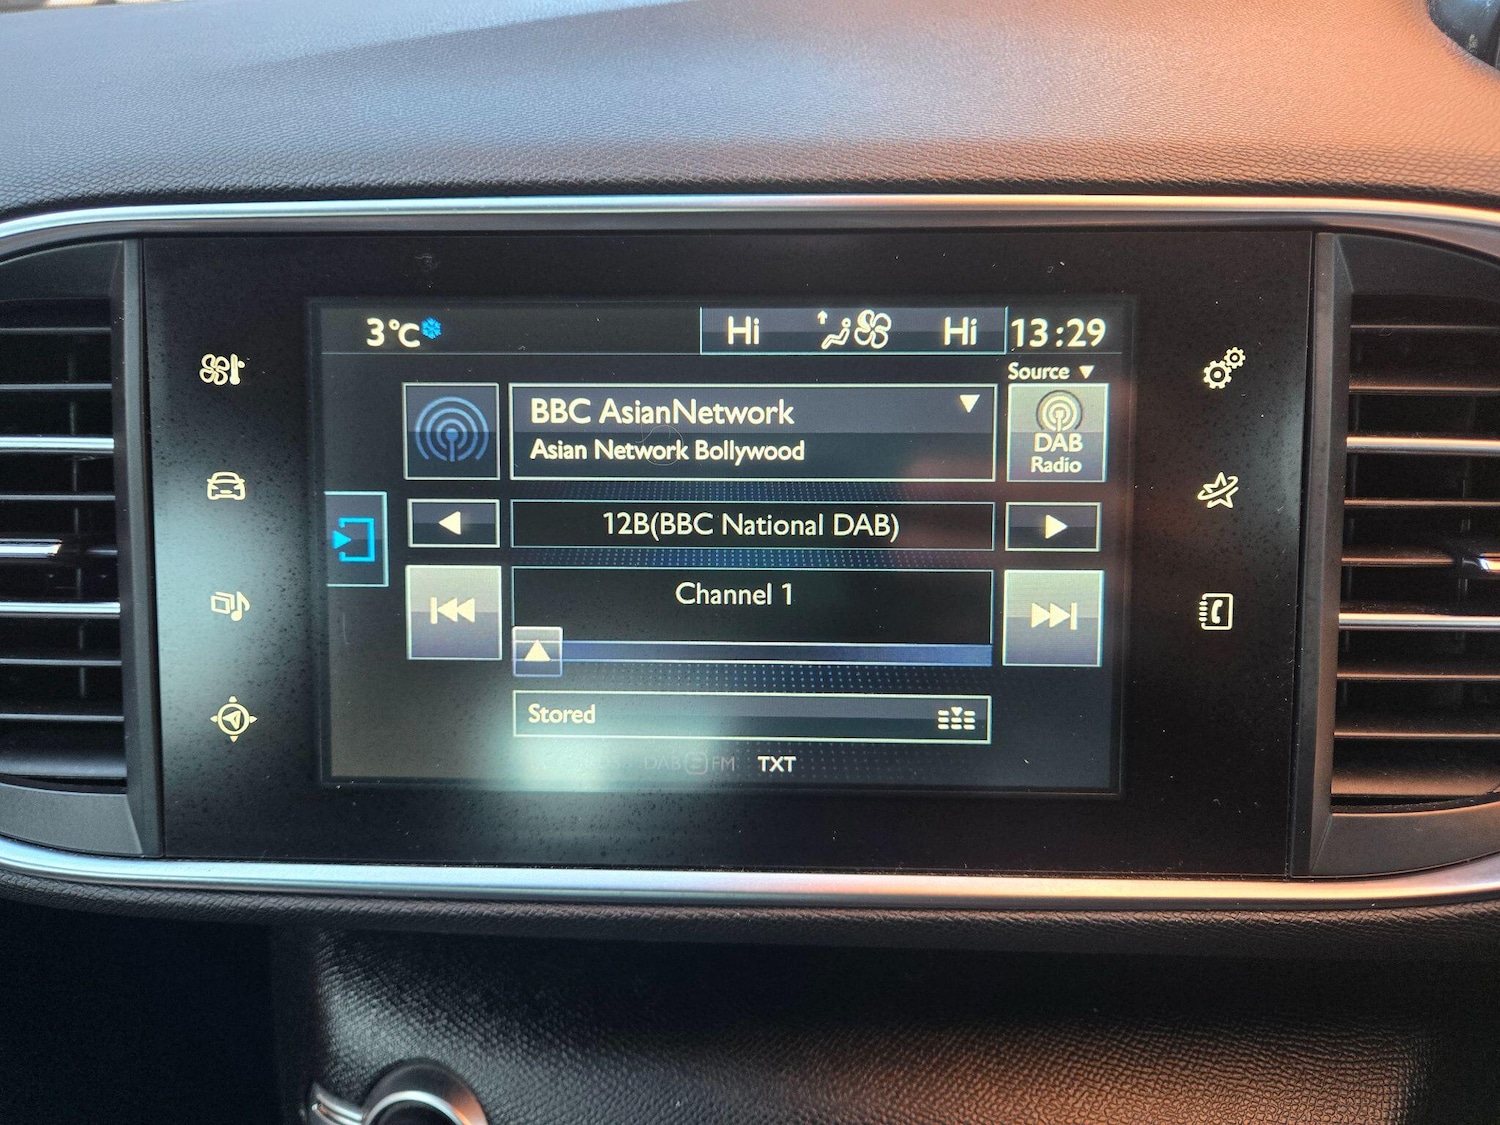 3°C
Hi
Hi
13:29
Source
BBC AsianNetwork
Asian Network Bollywood
DAB
Radio
12B(BBC National DAB)
Channel 1
Stored
DAB FM
TXT